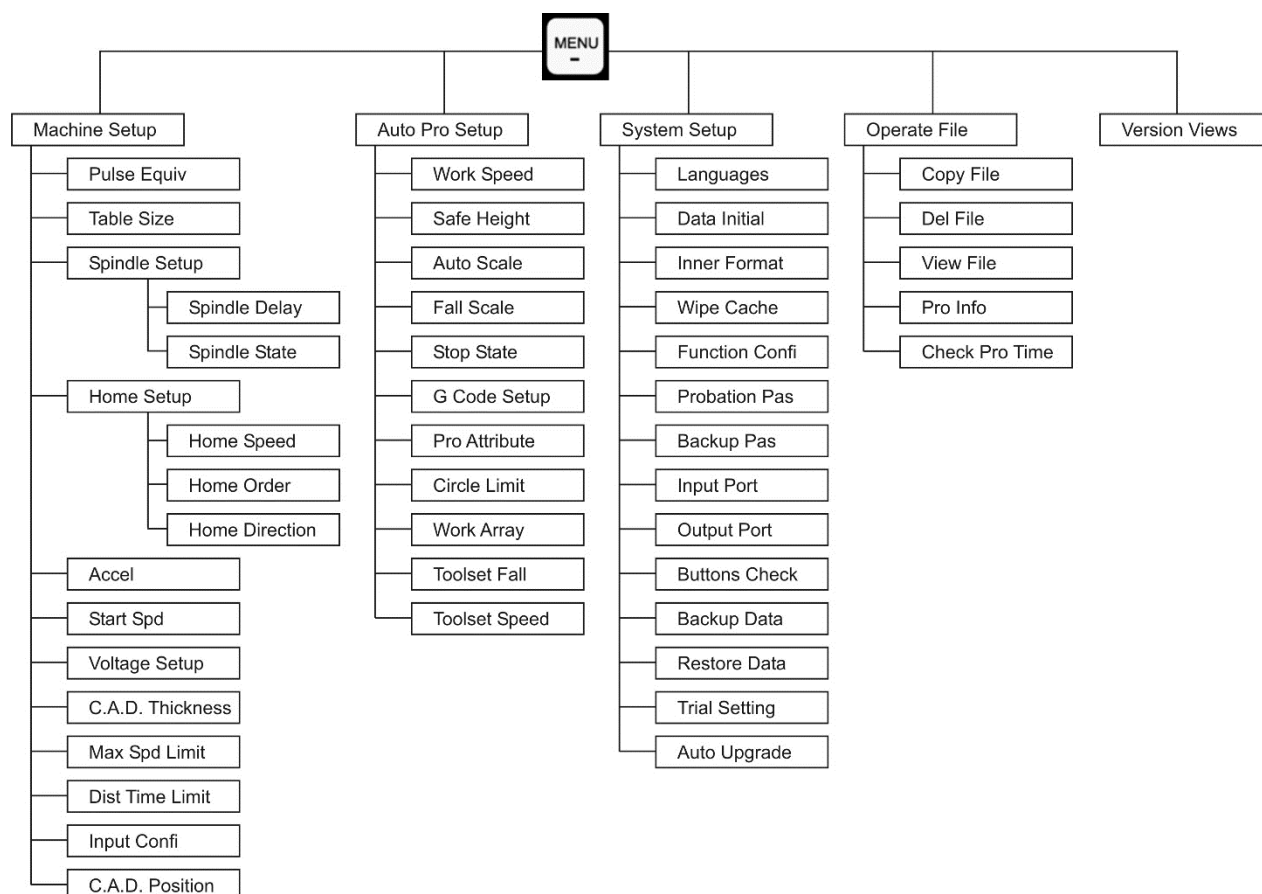 MENU
-
Machine Setup
Pulse Equiv
Table Size
Spindle Setup
Spindle Delay
Spindle State
Home Setup
Home Speed
Home Order
Home Direction
Accel
Start Spd
Voltage Setup
C.A.D. Thickness
Max Spd Limit
Dist Time Limit
Input Confi
C.A.D. Position
Auto Pro Setup
Work Speed
Safe Height
Auto Scale
Fall Scale
Stop State
G Code Setup
Pro Attribute
Circle Limit
Work Array
Toolset Fall
Toolset Speed
System Setup
Languages
Data Initial
Inner Format
Wipe Cache
Function Confi
Probation Pas
Backup Pas
Input Port
Output Port
Buttons Check
Backup Data
Restore Data
Trial Setting
Auto Upgrade
Operate File
Copy File
Del File
View File
Pro Info
Check Pro Time
Version Views